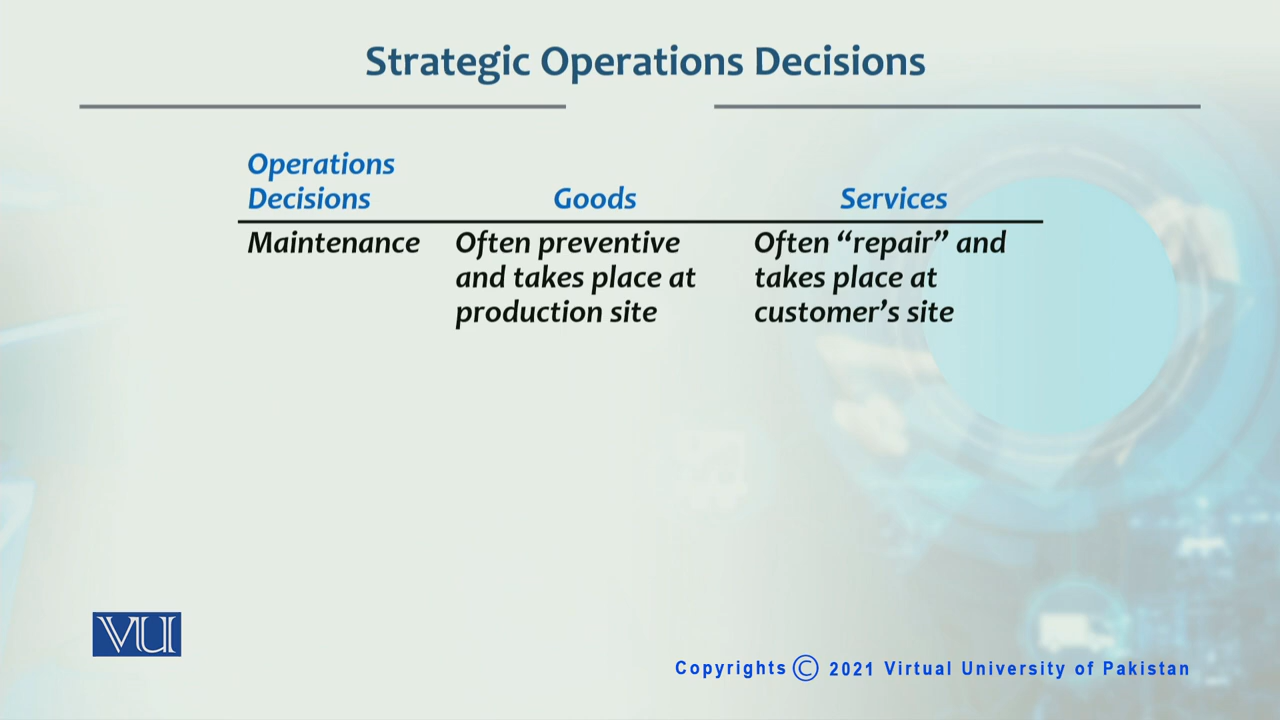 Strategic Operations Decisions
Operations
Decisions Goods Services
Maintenance Often preventive Often “repair” and
and takes place at takes place at
production site customer’s site
VU
Copyrights © 2021 Virtual University of Pakistan